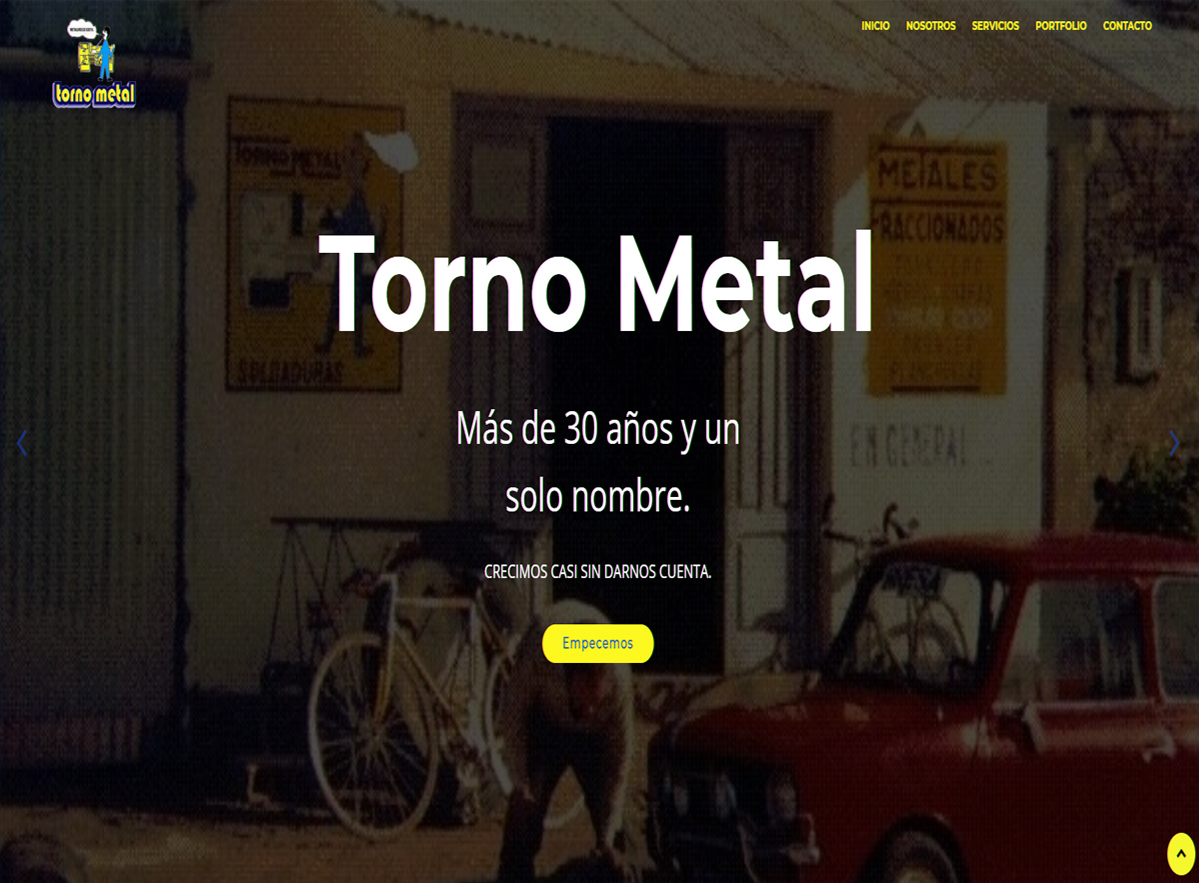 INICIO NOSOTROS SERVICIOS PORTFOLIO CONTACTO
torno metal
TORNO METAL
SOLDADURAS
METALES
FRACCIONADOS
EN GENERAL
Torno Metal
Más de 30 años y un
solo nombre.
CRECIMOS CASI SIN DARNOS CUENTA.
Empecemos